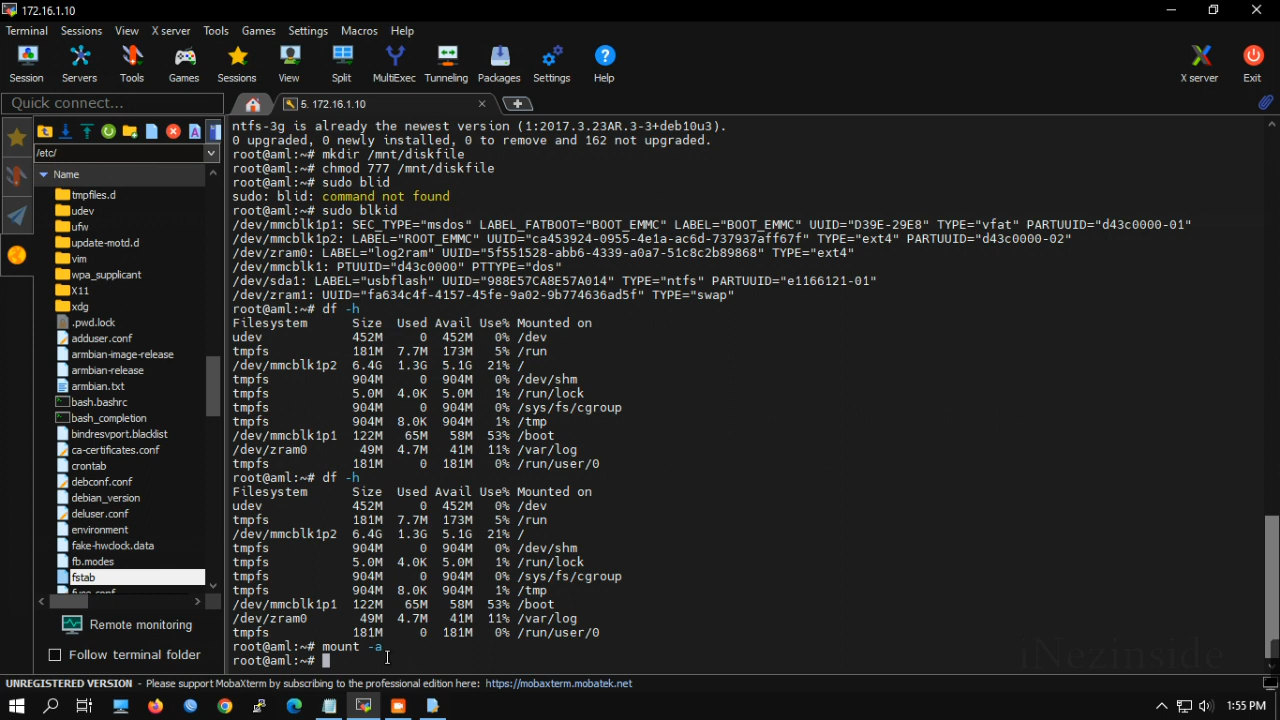 172.16.1.10
Terminal Sessions View X server Tools Games Settings Macros Help
Session Servers Tools Games Sessions View Split MultiExec Tunneling Packages Settings Help X server Exit
Quick connect...
5. 172.16.1.10
/etc/
Name
tmpfiles.d
udev
ufw
update-motd.d
vim
wpa_supplicant
X11
xdg
.pwd.lock
adduser.conf
armbian-image-release
armbian-release
armbian.txt
bash.bashrc
bash_completion
bindresvport.blacklist
ca-certificates.conf
crontab
debconf.conf
debian_version
deluser.conf
environment
fake-hwclock.data
fb.modes
fstab
Remote monitoring
Follow terminal folder
ntfs-3g is already the newest version (1:2017.3.23AR.3-3+deb10u3).
0 upgraded, 0 newly installed, 0 to remove and 162 not upgraded.
root@aml:~# mkdir /mnt/diskfile
root@aml:~# chmod 777 /mnt/diskfile
root@aml:~# sudo blid
sudo: blid: command not found
root@aml:~# sudo blkid
/dev/mmcblk1p1: SEC_TYPE="msdos" LABEL_FATBOOT="BOOT_EMMC" LABEL="BOOT_EMMC" UUID="D39E-29E8" TYPE="vfat" PARTUUID="d43c0000-01"
/dev/mmcblk1p2: LABEL="ROOT_EMMC" UUID="ca453924-0955-4e1a-ac6d-737937aff67f" TYPE="ext4" PARTUUID="d43c0000-02"
/dev/zram0: LABEL="log2ram" UUID="5f551528-abb6-4339-a0a7-51c8c2b89868" TYPE="ext4"
/dev/mmcblk1: PTUUID="d43c0000" PTTYPE="dos"
/dev/sda1: LABEL="usbflash" UUID="988E57CA8E57A014" TYPE="ntfs" PARTUUID="e1166121-01"
/dev/zram1: UUID="fa634c4f-4157-45fe-9a02-9b774636ad5f" TYPE="swap"
root@aml:~# df -h
Filesystem Size Used Avail Use% Mounted on
udev 452M 0 452M 0% /dev
tmpfs 181M 7.7M 173M 5% /run
/dev/mmcblk1p2 6.4G 1.3G 5.1G 21% /
tmpfs 904M 0 904M 0% /dev/shm
tmpfs 5.0M 4.0K 5.0M 1% /run/lock
tmpfs 904M 0 904M 0% /sys/fs/cgroup
tmpfs 904M 8.0K 904M 1% /tmp
/dev/mmcblk1p1 122M 65M 58M 53% /boot
/dev/zram0 49M 4.7M 41M 11% /var/log
tmpfs 181M 0 181M 0% /run/user/0
root@aml:~# df -h
Filesystem Size Used Avail Use% Mounted on
udev 452M 0 452M 0% /dev
tmpfs 181M 7.7M 173M 5% /run
/dev/mmcblk1p2 6.4G 1.3G 5.1G 21% /
tmpfs 904M 0 904M 0% /dev/shm
tmpfs 5.0M 4.0K 5.0M 1% /run/lock
tmpfs 904M 0 904M 0% /sys/fs/cgroup
tmpfs 904M 8.0K 904M 1% /tmp
/dev/mmcblk1p1 122M 65M 58M 53% /boot
/dev/zram0 49M 4.7M 41M 11% /var/log
tmpfs 181M 0 181M 0% /run/user/0
root@aml:~# mount -a
root@aml:~#
iNezinside
UNREGISTERED VERSION - Please support MobaXterm by subscribing to the professional edition here: https://mobaxterm.mobatek.net
1:55 PM